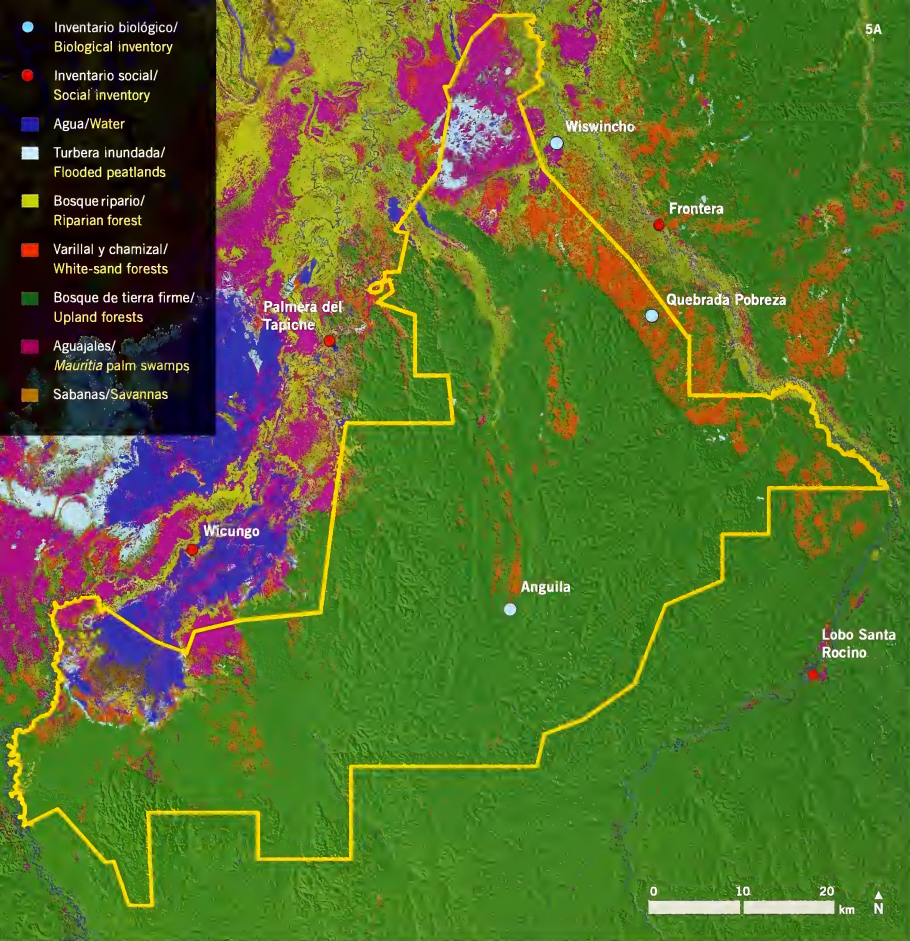 Inventario biológico/
Biological inventory
Inventario social/
Social inventory
Agua/Water
Turbera inundada/
Flooded peatlands
Bosque ripario/
Riparian forest
Varillal y chamizal/
White-sand forests
Bosque de tierra firme/
Upland forests
Aguajales/
Mauritia palm swamps
Sabanas/Savannas
5A
Wiswincho
Frontera
Quebrada Pobreza
Palmera del
Tapiche
Wicungo
Anguila
Lobo Santa
Rocino
0 10 20
km
N